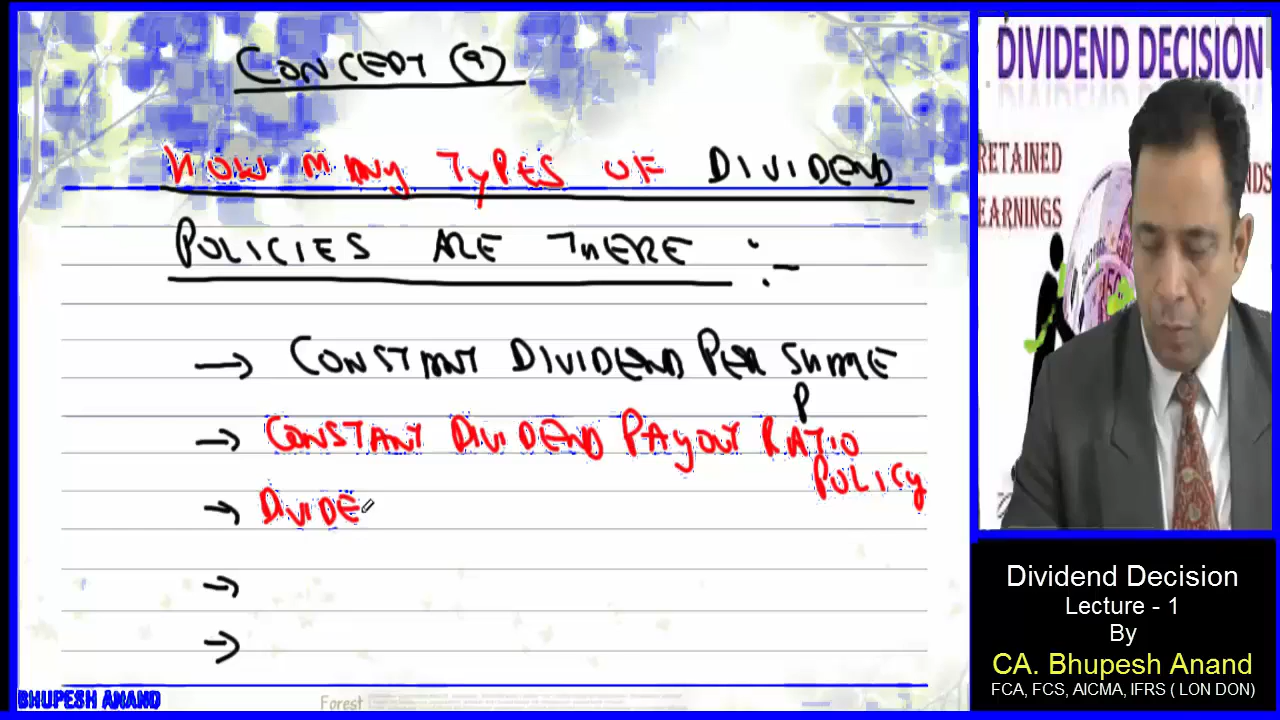 CONCEPT (9)
HOW MANY TYPES OF DIVIDEND
POLICIES ARE THERE :-
→ CONSTANT DIVIDEND PER SHARE
P
→ CONSTANT DIVIDEND PAYOUT RATIO
POLICY
→ DIVIDE
→
→
BHUPESH ANAND
Forest
DIVIDEND DECISION
RETAINED
EARNINGS
Dividend Decision
Lecture - 1
By
CA. Bhupesh Anand
FCA, FCS, AICMA, IFRS ( LON DON)